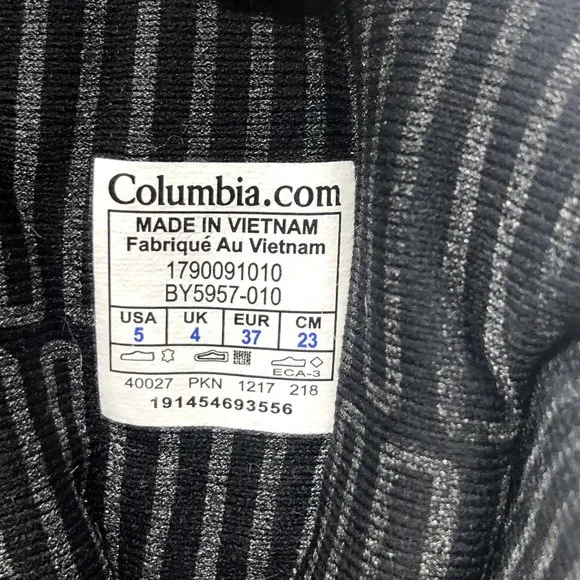 Columbia.com
MADE IN VIETNAM
Fabriqué Au Vietnam
1790091010
BY5957-010
USA UK EUR CM
5 4 37 23
ECA-3
40027 PKN 1217 218
191454693556